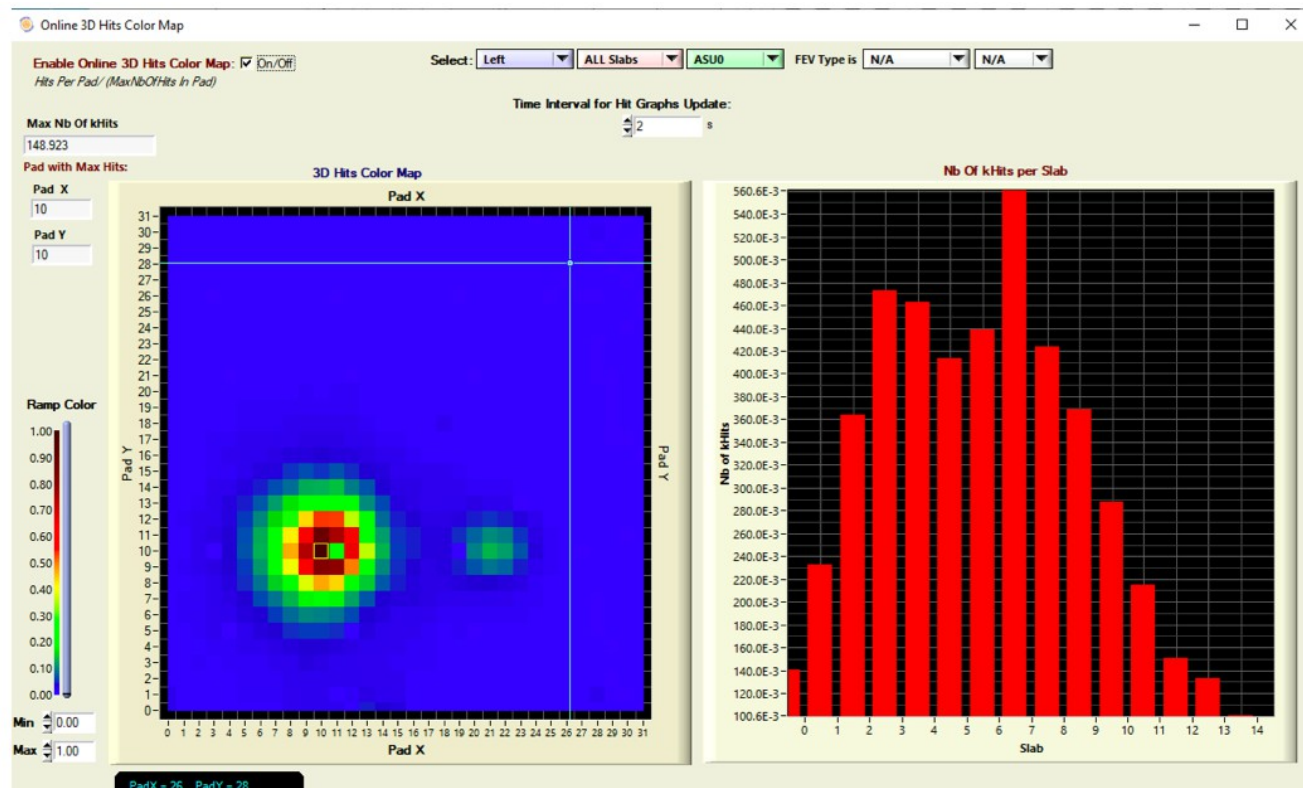 Online 3D Hits Color Map
Enable Online 3D Hits Color Map: On/Off
Hits Per Pad/ (MaxNbOfHits In Pad)
Select: Left ALL Slabs ASU0 FEV Type is N/A N/A
Time Interval for Hit Graphs Update:
2 s
Max Nb Of kHits
148.923
Pad with Max Hits:
Pad X
10
Pad Y
10
Ramp Color
1.00
0.90
0.80
0.70
0.60
0.50
0.40
0.30
0.20
0.10
0.00
Min 0.00
Max 1.00
3D Hits Color Map
Pad X
31
30
29
28
27
26
25
24
23
22
21
20
19
18
17
16
15
14
13
12
11
10
9
8
7
6
5
4
3
2
1
0
Pad Y
Pad Y
0 1 2 3 4 5 6 7 8 9 10 11 12 13 14 15 16 17 18 19 20 21 22 23 24 25 26 27 28 29 30 31
Pad X
PadX = 26 PadY = 28
Nb Of kHits per Slab
560.6E-3
540.0E-3
520.0E-3
500.0E-3
480.0E-3
460.0E-3
440.0E-3
420.0E-3
400.0E-3
380.0E-3
360.0E-3
340.0E-3
320.0E-3
300.0E-3
280.0E-3
260.0E-3
240.0E-3
220.0E-3
200.0E-3
180.0E-3
160.0E-3
140.0E-3
120.0E-3
100.6E-3
Nb of kHits
0 1 2 3 4 5 6 7 8 9 10 11 12 13 14
Slab